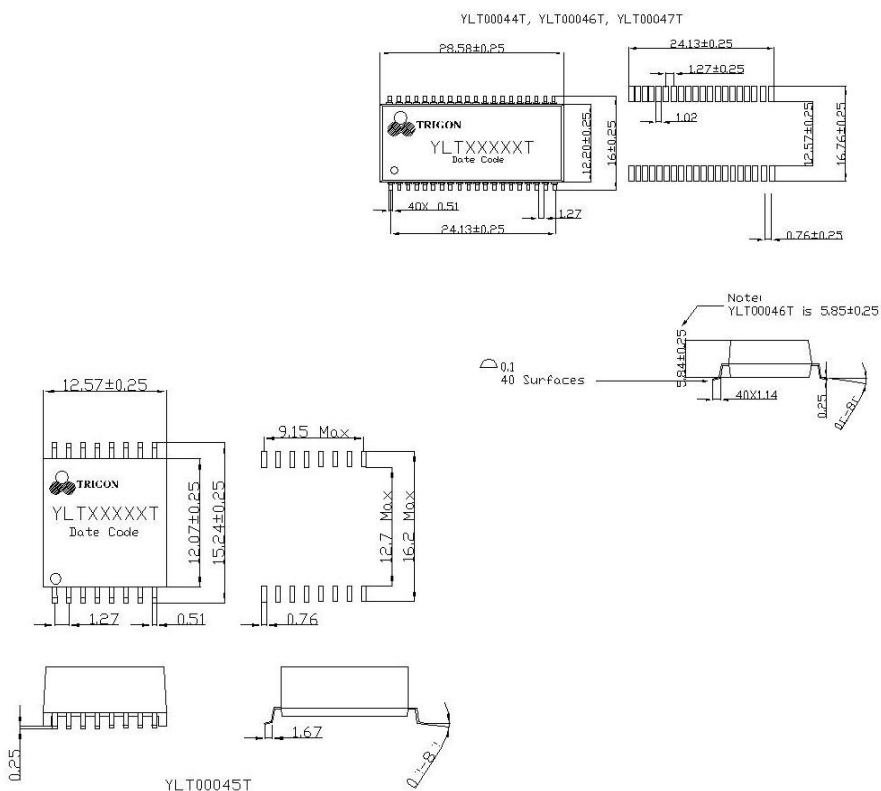 YLT00044T, YLT00046T, YLT00047T
28.58±0.25
24.13±0.25
1.27±0.25
TRIGON
YLTXXXXXT
Date Code
12.20±0.25
16±0.25
1.02
12.57±0.25
16.76±0.25
40X 0.51
1.27
24.13±0.25
0.76±0.25
Note:
YLT00046T is 5.85±0.25
5.84±0.25
0.1
40 Surfaces
40X1.14
0.25
12.57±0.25
9.15 Max
TRIGON
YLTXXXXXT
Date Code
12.07±0.25
15.24±0.25
12.7 Max
16.2 Max
1.27
0.51
0.76
0.25
1.67
YLT00045T